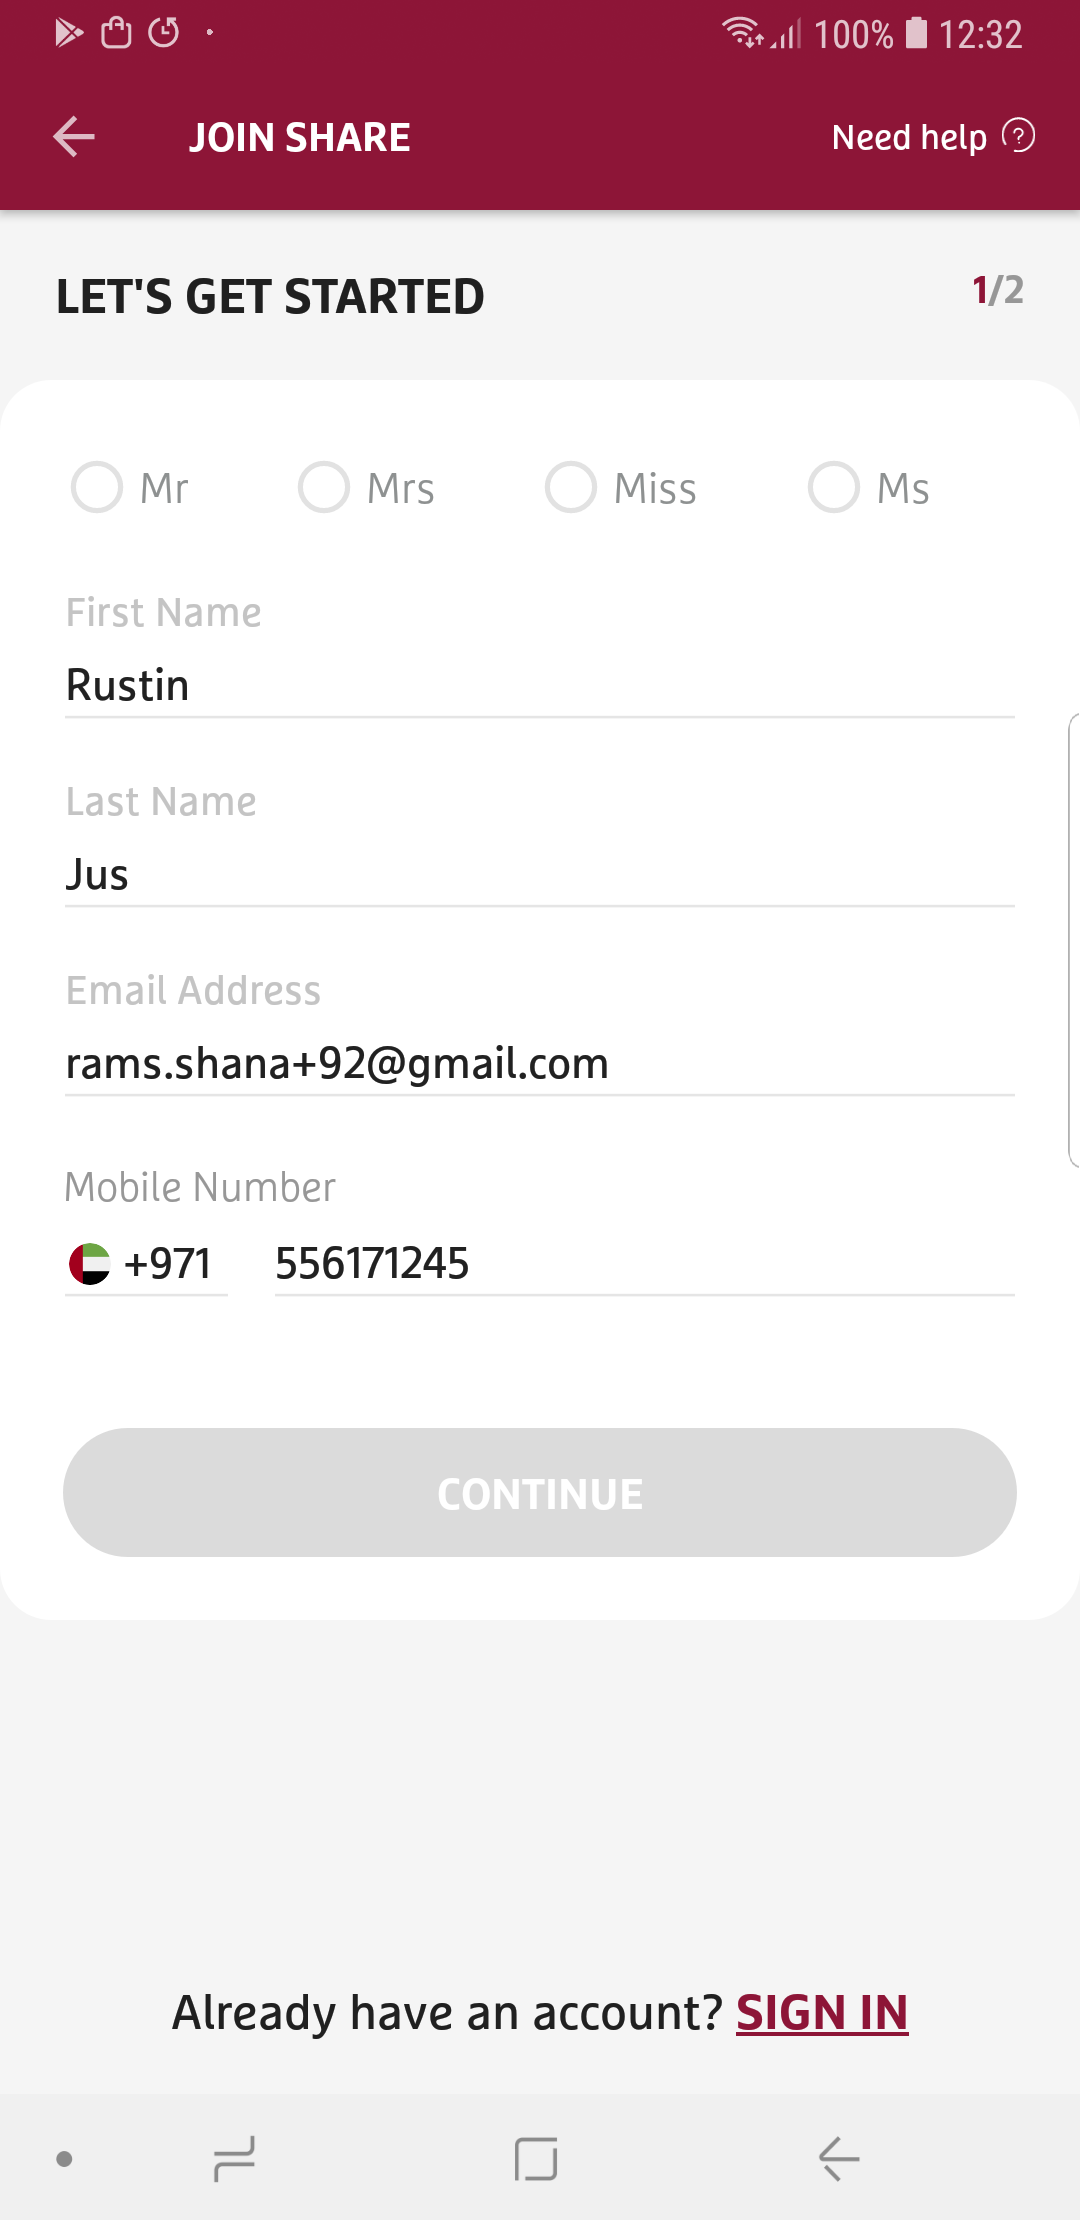 100% 12:32
JOIN SHARE Need help ?
LET'S GET STARTED 1/2
Mr Mrs Miss Ms
First Name
Rustin
Last Name
Jus
Email Address
rams.shana+92@gmail.com
Mobile Number
+971 556171245
CONTINUE
Already have an account? SIGN IN